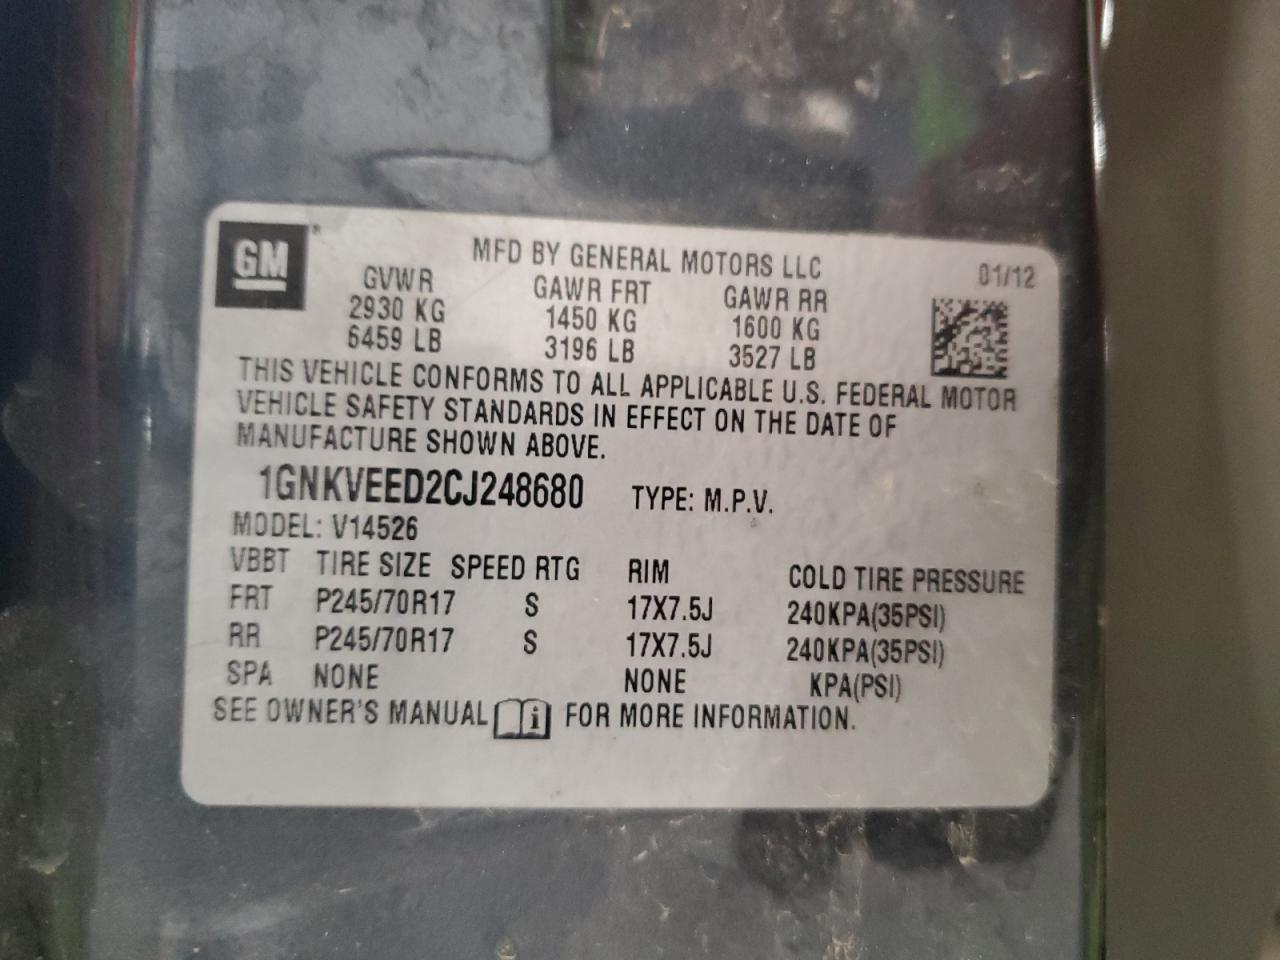 GM
MFD BY GENERAL MOTORS LLC
01/12
GVWR GAWR FRT GAWR RR
2930 KG 1450 KG 1600 KG
6459 LB 3196 LB 3527 LB
THIS VEHICLE CONFORMS TO ALL APPLICABLE U.S. FEDERAL MOTOR
VEHICLE SAFETY STANDARDS IN EFFECT ON THE DATE OF
MANUFACTURE SHOWN ABOVE.
1GNKVEED2CJ248680 TYPE: M.P.V.
MODEL: V14526
VBBT TIRE SIZE SPEED RTG RIM COLD TIRE PRESSURE
FRT P245/70R17 S 17X7.5J 240KPA(35PSI)
RR P245/70R17 S 17X7.5J 240KPA(35PSI)
SPA NONE NONE KPA(PSI)
SEE OWNER'S MANUAL i FOR MORE INFORMATION.